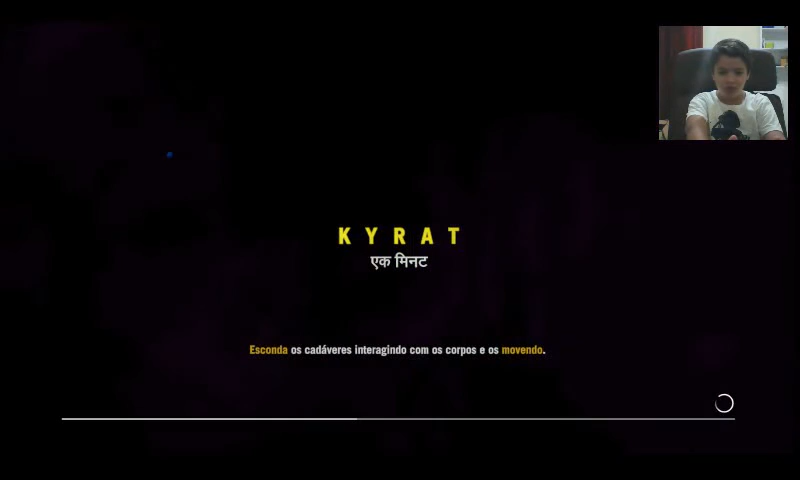 KYRAT
एक मिनट
Esconda os cadáveres interagindo com os corpos e os movendo.